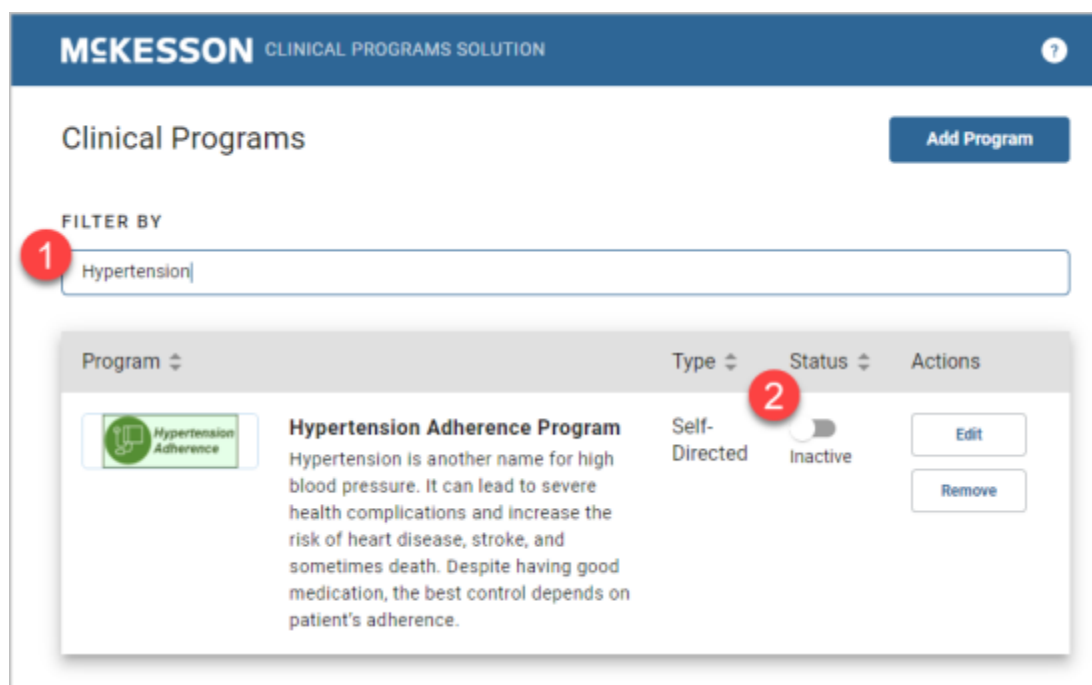 MCKESSON CLINICAL PROGRAMS SOLUTION ?
Clinical Programs Add Program
FILTER BY
1
Hypertension
Program Type Status Actions
2
Hypertension
Adherence
Hypertension Adherence Program
Hypertension is another name for high
blood pressure. It can lead to severe
health complications and increase the
risk of heart disease, stroke, and
sometimes death. Despite having good
medication, the best control depends on
patient's adherence.
Self-
Directed
Inactive
Edit
Remove